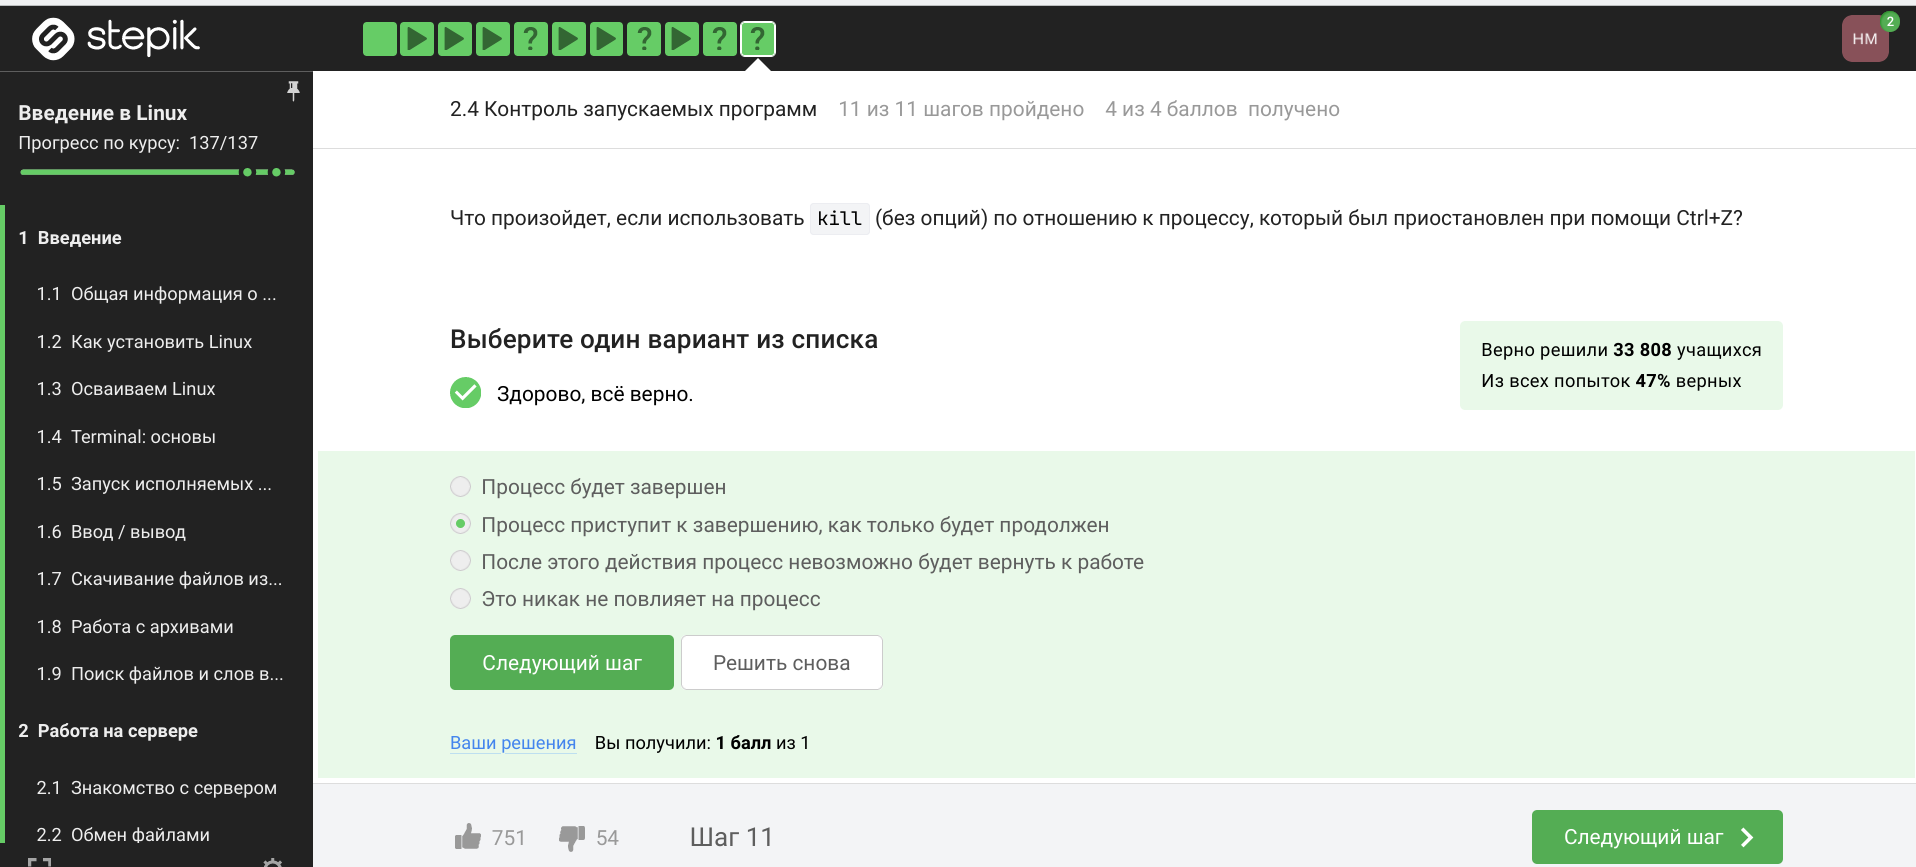 stepik
? ? ? ?
НМ
2
Введение в Linux
Прогресс по курсу: 137/137
1 Введение
1.1 Общая информация о ...
1.2 Как установить Linux
1.3 Осваиваем Linux
1.4 Terminal: основы
1.5 Запуск исполняемых ...
1.6 Ввод / вывод
1.7 Скачивание файлов из...
1.8 Работа с архивами
1.9 Поиск файлов и слов в...
2 Работа на сервере
2.1 Знакомство с сервером
2.2 Обмен файлами
2.4 Контроль запускаемых программ 11 из 11 шагов пройдено 4 из 4 баллов получено
Что произойдет, если использовать kill (без опций) по отношению к процессу, который был приостановлен при помощи Ctrl+Z?
Выберите один вариант из списка
Здорово, всё верно.
Верно решили 33 808 учащихся
Из всех попыток 47% верных
Процесс будет завершен
Процесс приступит к завершению, как только будет продолжен
После этого действия процесс невозможно будет вернуть к работе
Это никак не повлияет на процесс
Следующий шаг
Решить снова
Ваши решения Вы получили: 1 балл из 1
751 54 Шаг 11
Следующий шаг